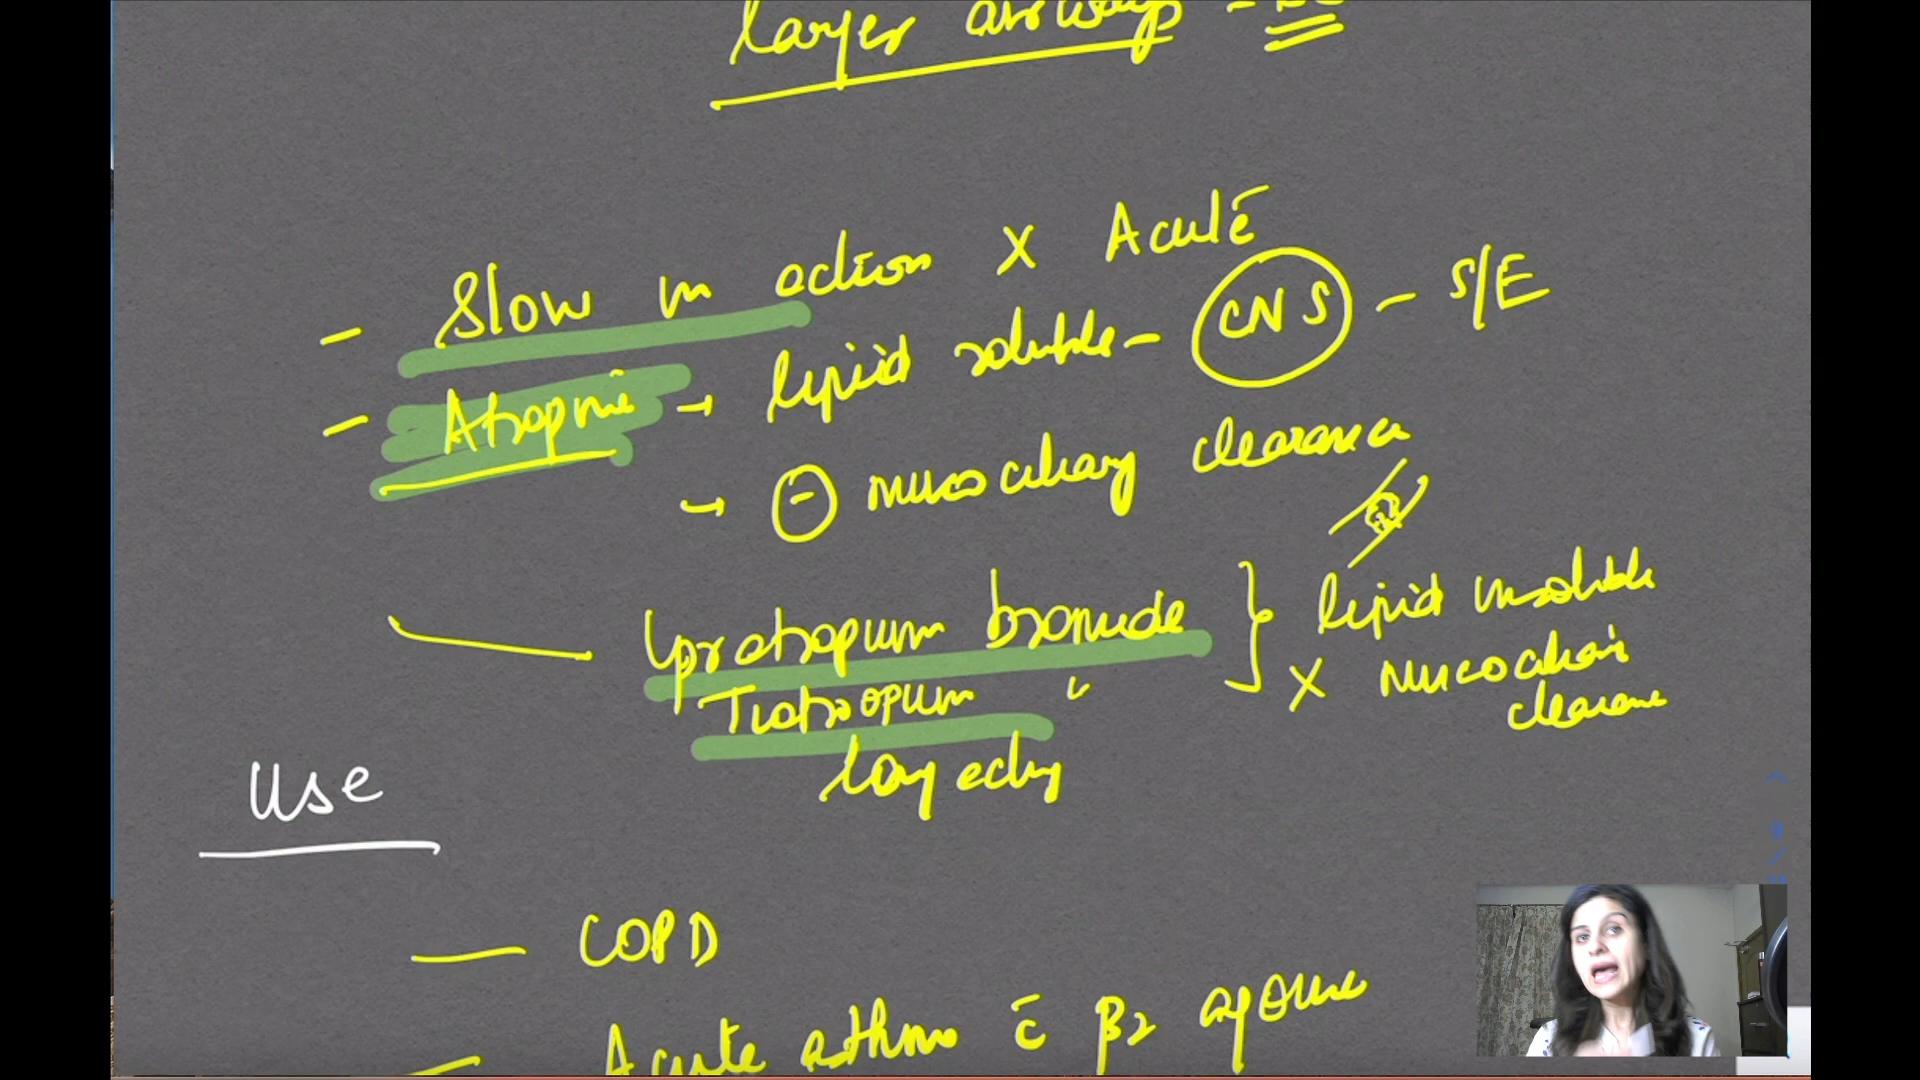 larger airways -
- Slow in action X Acute
- Atropine → lipid soluble - CNS - S/E
→ ⊖ mucociliary clearance
Ipratropium bromide } lipid insoluble
Tiotropium " X mucociliary clearance
long acting
Use
- COPD
- Acute asthma c̄ β2 agonist